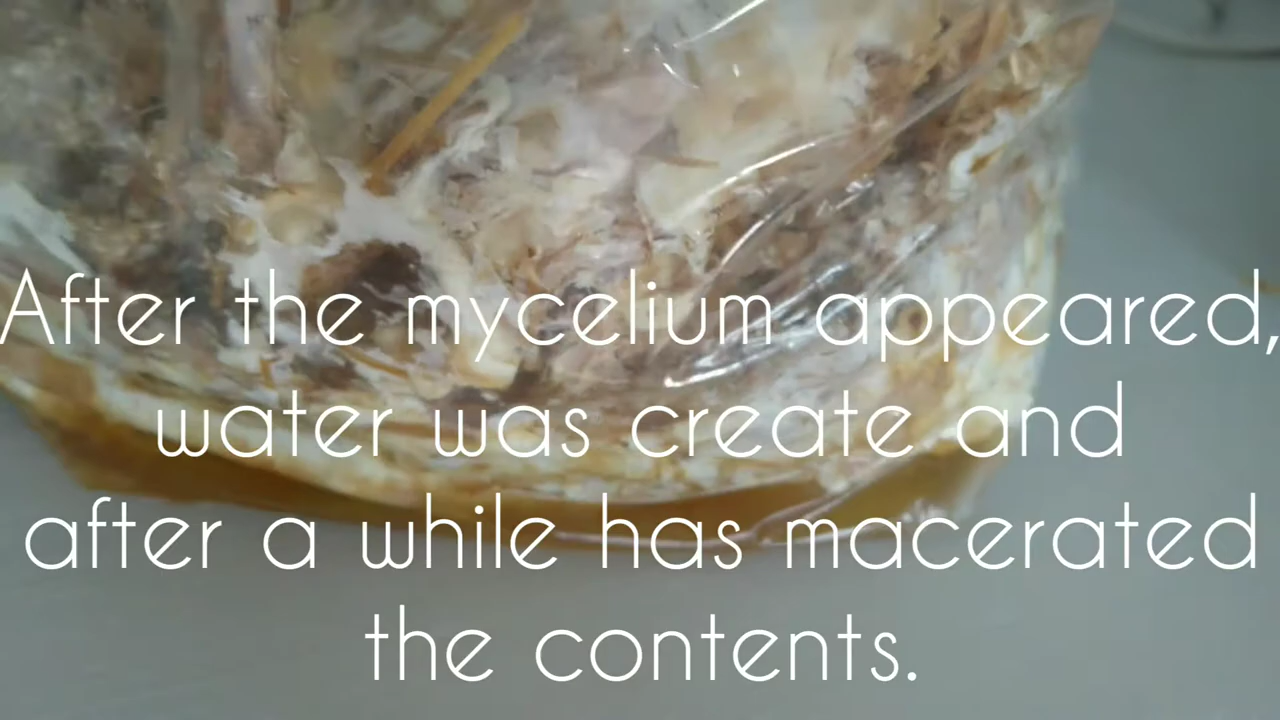 After the mycelium appeared,
water was create and
after a while has macerated
the contents.